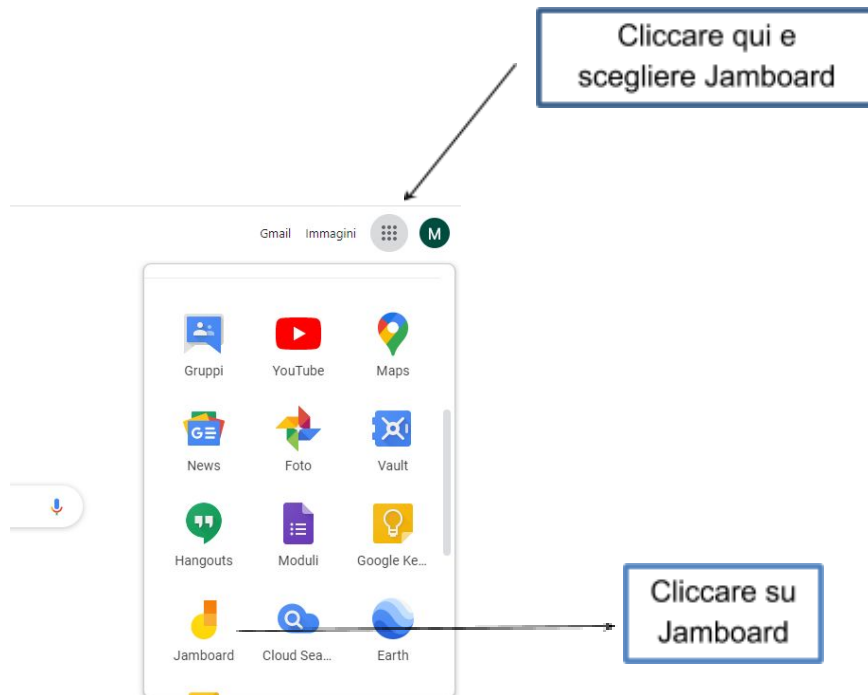 Cliccare qui e
scegliere Jamboard
Gmail Immagini M
Gruppi YouTube Maps
G
News Foto Vault
Hangouts Moduli Google Ke...
Jamboard Cloud Sea... Earth
Cliccare su
Jamboard